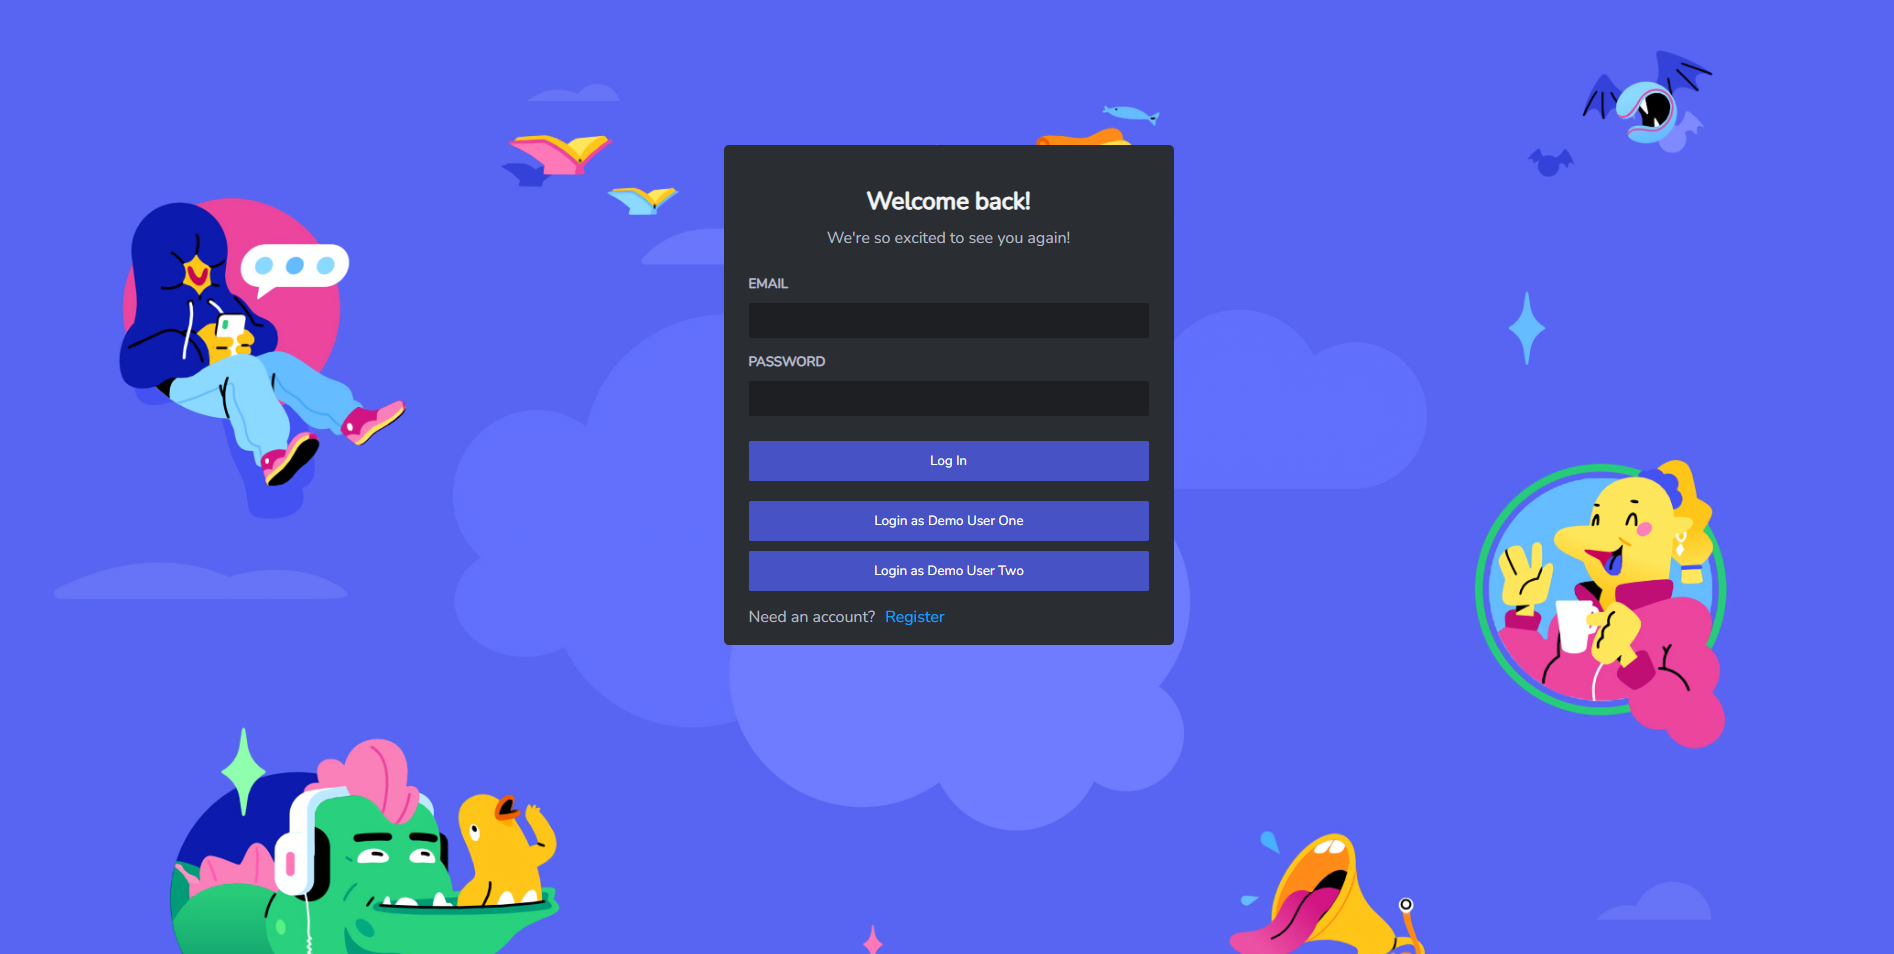 Welcome back!
We're so excited to see you again!
EMAIL
PASSWORD
Log In
Login as Demo User One
Login as Demo User Two
Need an account? Register